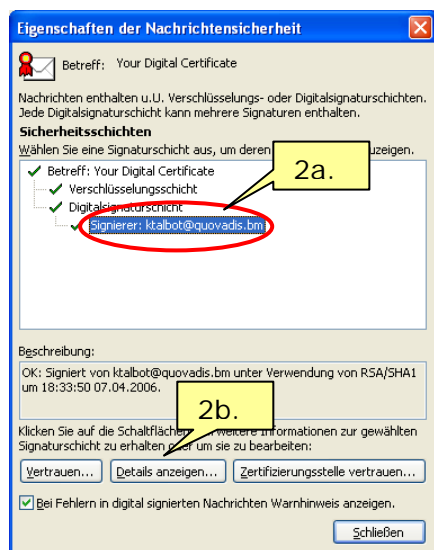 Eigenschaften der Nachrichtensicherheit
Betreff: Your Digital Certificate
Nachrichten enthalten u.U. Verschlüsselungs- oder Digitalsignaturschichten.
Jede Digitalsignaturschicht kann mehrere Signaturen enthalten.
Sicherheitsschichten
Wählen Sie eine Signaturschicht aus, um deren zuzeigen.
2a.
Betreff: Your Digital Certificate
Verschlüsselungsschicht
Digitalsignaturschicht
Signierer: ktalbot@quovadis.bm
Beschreibung:
OK: Signiert von ktalbot@quovadis.bm unter Verwendung von RSA/SHA1
um 18:33:50 07.04.2006.
2b.
Klicken Sie auf die Schaltflächen weitere Informationen zur gewählten
Signaturschicht zu erhalten oder um sie zu bearbeiten:
Vertrauen... Details anzeigen... Zertifizierungsstelle vertrauen...
Bei Fehlern in digital signierten Nachrichten Warnhinweis anzeigen.
Schließen